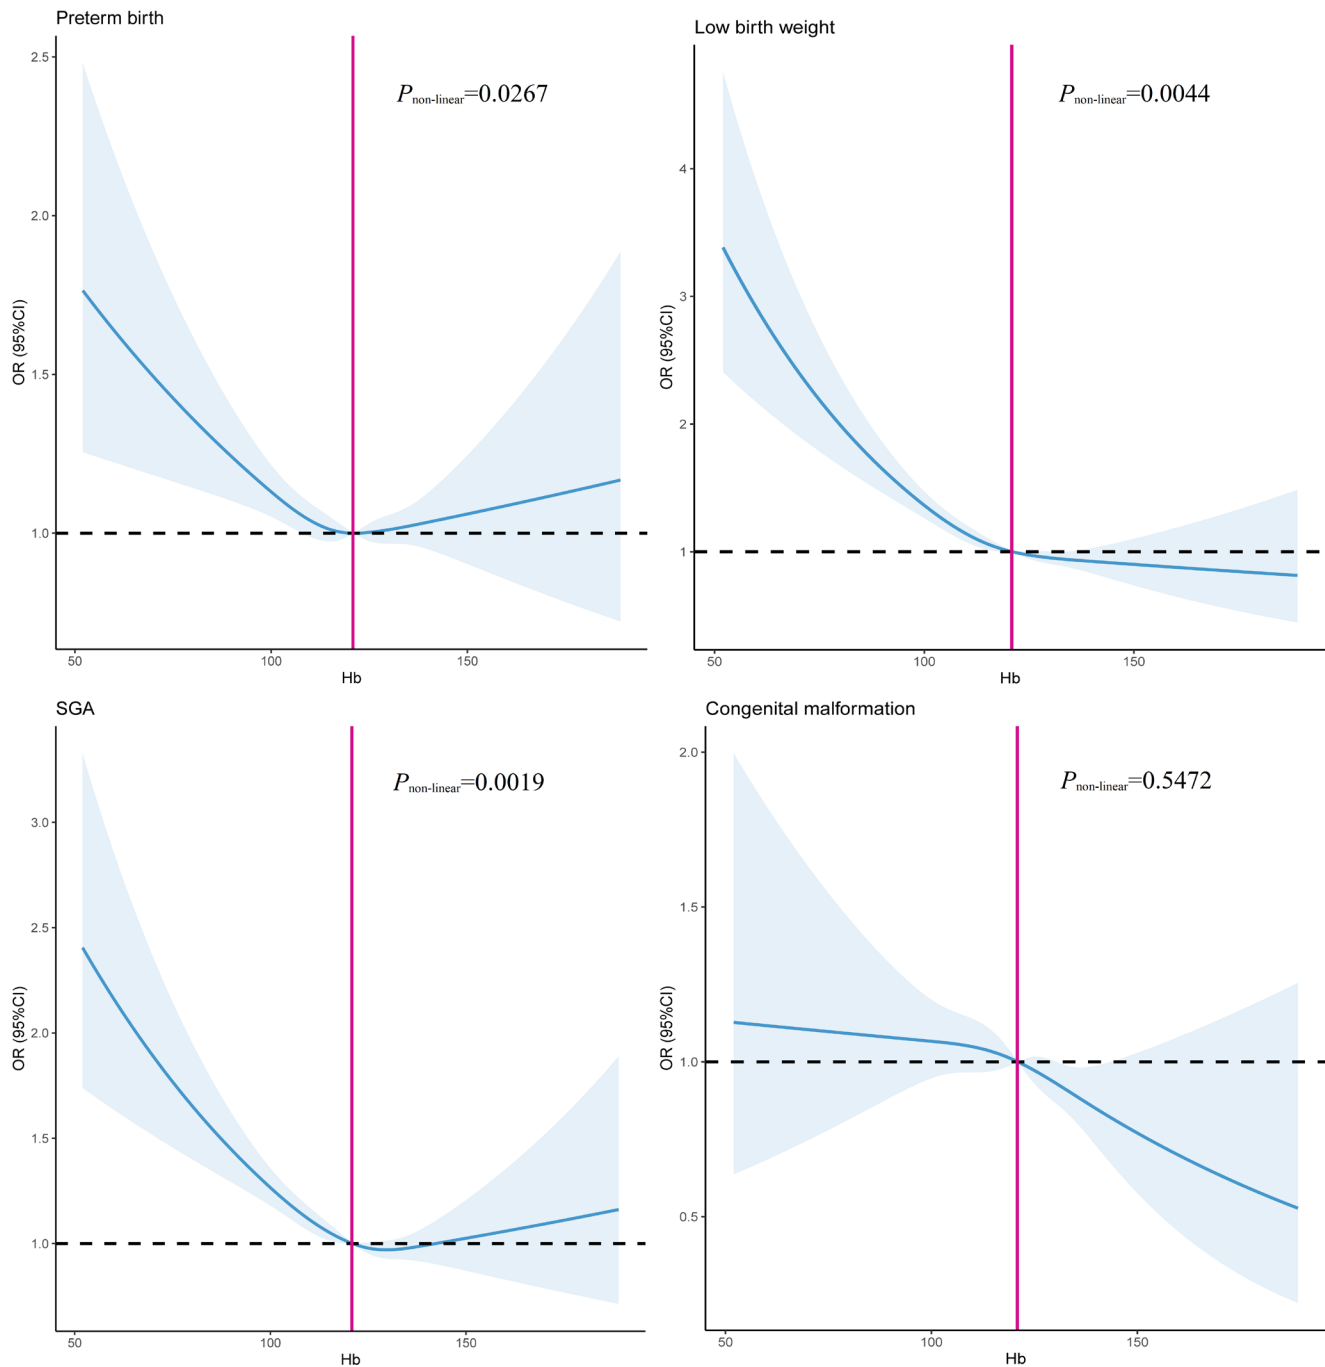 Preterm birth
P non-linear=0.0267
2.5
2.0
1.5
1.0
OR (95%CI)
50
100
150
Hb
Low birth weight
P non-linear=0.0044
4
3
2
1
OR (95%CI)
50
100
150
Hb
SGA
P non-linear=0.0019
3.0
2.5
2.0
1.5
1.0
OR (95%CI)
50
100
150
Hb
Congenital malformation
P non-linear=0.5472
2.0
1.5
1.0
0.5
OR (95%CI)
50
100
150
Hb